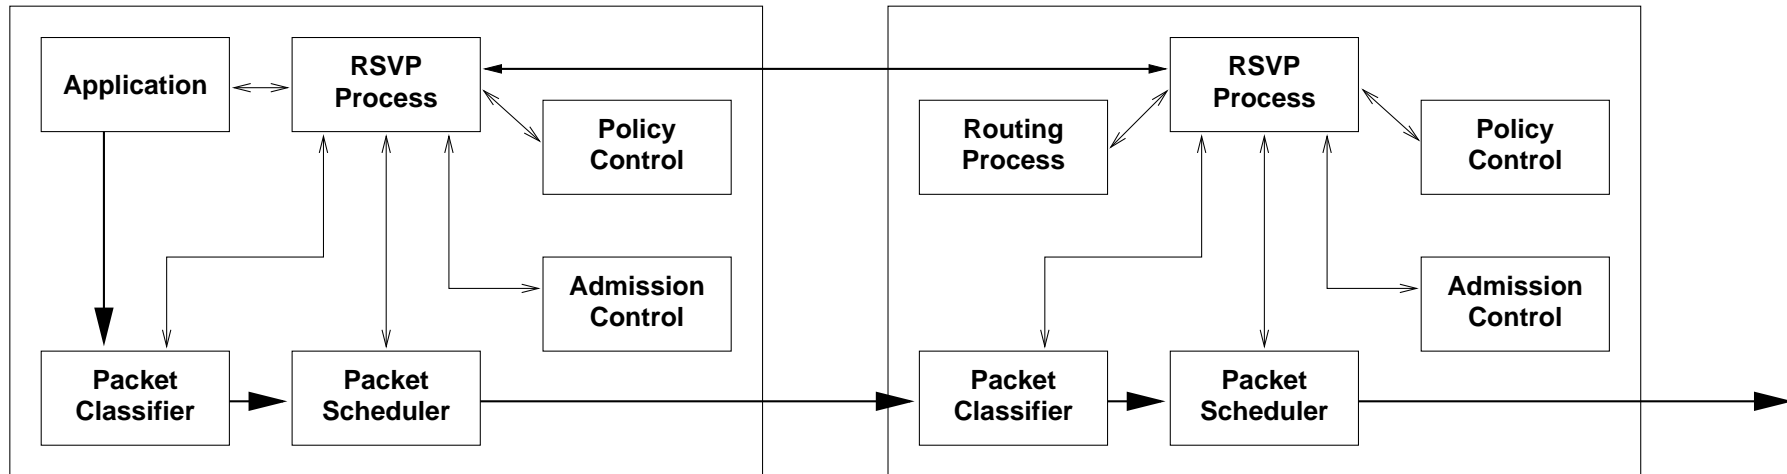 Application
RSVP
Process
Policy
Control
Admission
Control
Packet
Classifier
Packet
Scheduler
RSVP
Process
Routing
Process
Policy
Control
Admission
Control
Packet
Classifier
Packet
Scheduler